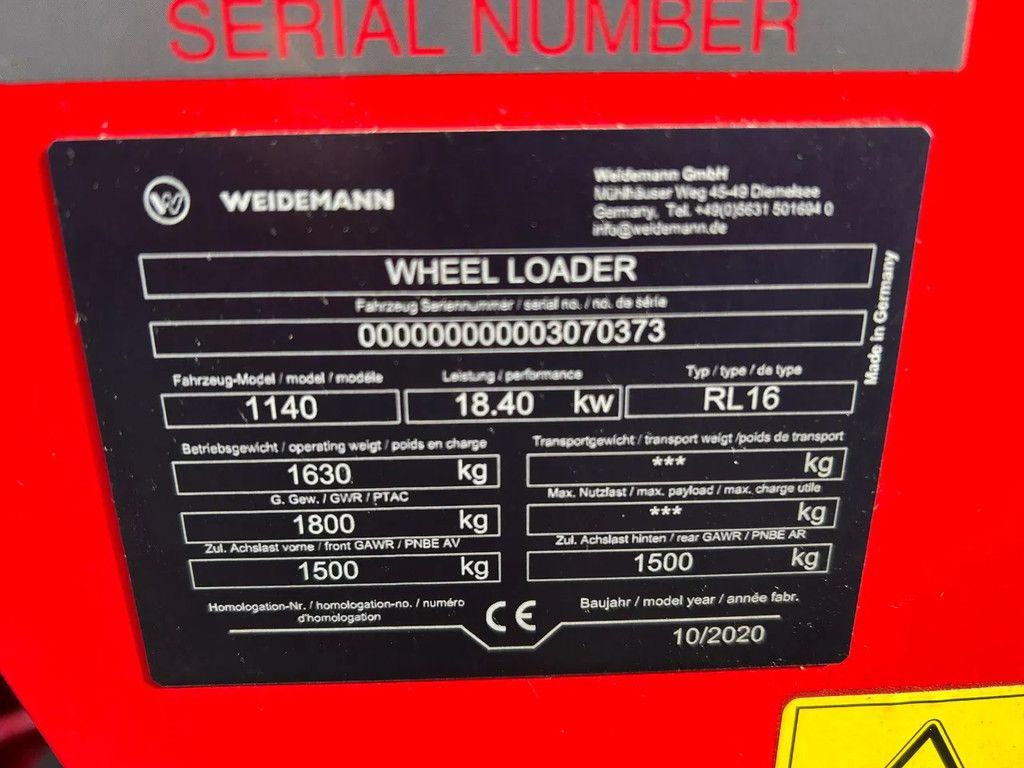 SERIAL NUMBER
WEIDEMANN
Weidemann GmbH
Mühlhäuser Weg 45-49 Diemelsee
Germany, Tel. +49(0)5631 501694 0
info@weidemann.de
WHEEL LOADER
Fahrzeug Seriennummer / serial no. / no. de série
000000000003070373
Made in Germany
Fahrzeug-Model / model / modéle
Leistung / performance
Typ / type / de type
1140
18.40 kw
RL16
Betriebsgewicht / operating weigt / poids en charge
Transportgewicht / transport weigt /poids de transport
1630 kg
*** kg
G. Gew. / GWR / PTAC
Max. Nutzlast / max. payload / max. charge utile
1800 kg
*** kg
Zul. Achslast vorne / front GAWR / PNBE AV
Zul. Achslast hinten / rear GAWR / PNBE AR
1500 kg
1500 kg
Homologation-Nr. / homologation-no. / numéro
d'homologation
CE
Baujahr / model year / année fabr.
10/2020